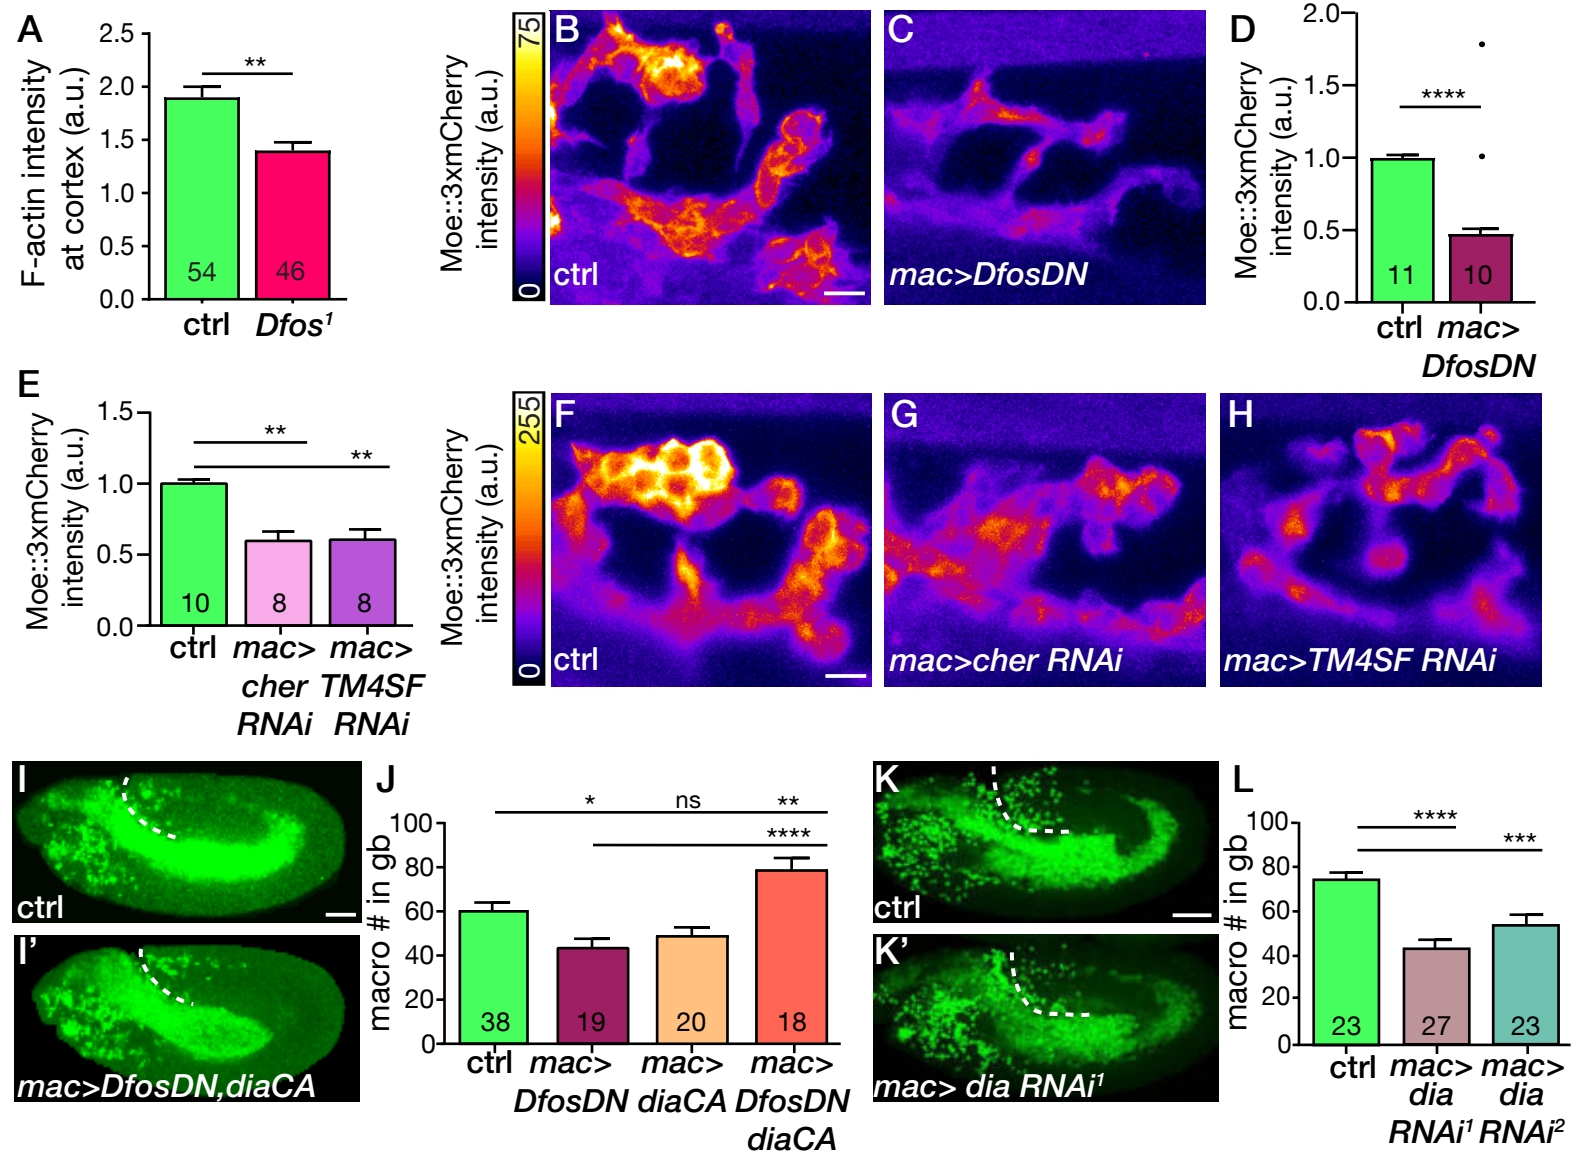 A
F-actin intensity
at cortex (a.u.)
2.5
2.0
1.5
1.0
0.5
0.0
**
54
46
ctrl
Dfos¹
Moe::3xmCherry
intensity (a.u.)
75
0
B
ctrl
C
mac>DfosDN
D
Moe::3xmCherry
intensity (a.u.)
2.0
1.5
1.0
0.5
0.0
****
11
10
ctrl
mac>
DfosDN
E
Moe::3xmCherry
intensity (a.u.)
1.5
1.0
0.5
0.0
**
**
10
8
8
ctrl
mac>
cher
RNAi
mac>
TM4SF
RNAi
Moe::3xmCherry
intensity (a.u.)
255
0
F
ctrl
G
mac>cher RNAi
H
mac>TM4SF RNAi
I
ctrl
I’
mac>DfosDN,diaCA
J
macro # in gb
100
80
60
40
20
0
* ns **
****
38
19
20
18
ctrl
mac>
DfosDN
mac>
diaCA
mac>
DfosDN
diaCA
K
ctrl
K’
mac> dia RNAi¹
L
macro # in gb
100
80
60
40
20
0
****
***
23
27
23
ctrl
mac>
dia
RNAi¹
mac>
dia
RNAi²